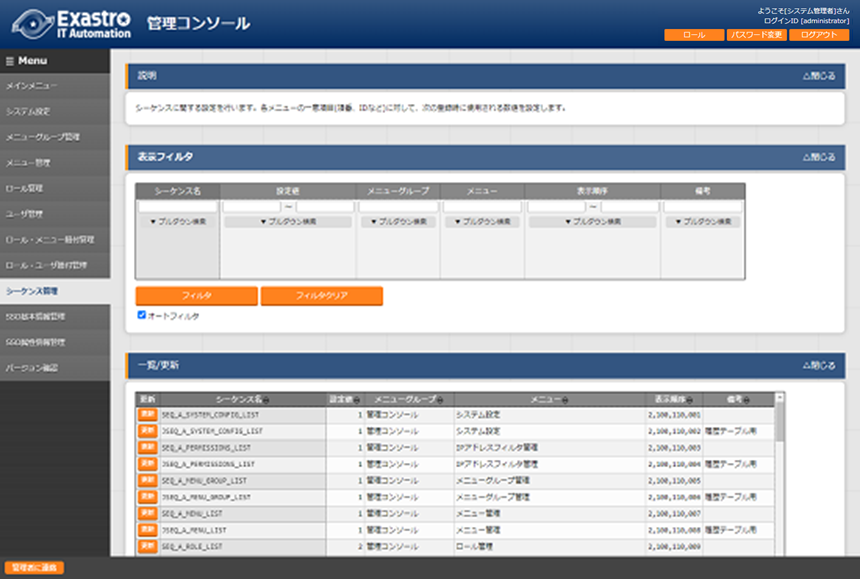 Exastro
IT Automation
管理コンソール
ようこそ[システム管理者]さん
ログインID [administrator]
ロール パスワード変更 ログアウト
Menu
メインメニュー
システム設定
メニューグループ管理
メニュー管理
ロール管理
ユーザ管理
ロール・メニュー紐付管理
ロール・ユーザ紐付管理
シーケンス管理
SSO基本情報管理
SSO属性情報管理
バージョン確認
説明 △閉じる
シーケンスに関する設定を行います。各メニューの一意項目(項番、IDなど)に対して、次の登録時に使用される数値を設定します。
表示フィルタ △閉じる
シーケンス名 設定値 メニューグループ メニュー 表示順序 備考
~ ~
▼プルダウン検索 ▼プルダウン検索 ▼プルダウン検索 ▼プルダウン検索 ▼プルダウン検索 ▼プルダウン検索
フィルタ フィルタクリア
オートフィルタ
一覧/更新 △閉じる
更新 シーケンス名 設定値 メニューグループ メニュー 表示順序 備考
更新 SEQ_A_SYSTEM_CONFIG_LIST 1 管理コンソール システム設定 2,100,110,001
更新 JSEQ_A_SYSTEM_CONFIG_LIST 1 管理コンソール システム設定 2,100,110,002 履歴テーブル用
更新 SEQ_A_PERMISSIONS_LIST 1 管理コンソール IPアドレスフィルタ管理 2,100,110,003
更新 JSEQ_A_PERMISSIONS_LIST 1 管理コンソール IPアドレスフィルタ管理 2,100,110,004 履歴テーブル用
更新 SEQ_A_MENU_GROUP_LIST 1 管理コンソール メニューグループ管理 2,100,110,005
更新 JSEQ_A_MENU_GROUP_LIST 1 管理コンソール メニューグループ管理 2,100,110,006 履歴テーブル用
更新 SEQ_A_MENU_LIST 1 管理コンソール メニュー管理 2,100,110,007
更新 JSEQ_A_MENU_LIST 1 管理コンソール メニュー管理 2,100,110,008 履歴テーブル用
更新 SEQ_A_ROLE_LIST 2 管理コンソール ロール管理 2,100,110,009
管理者に連絡